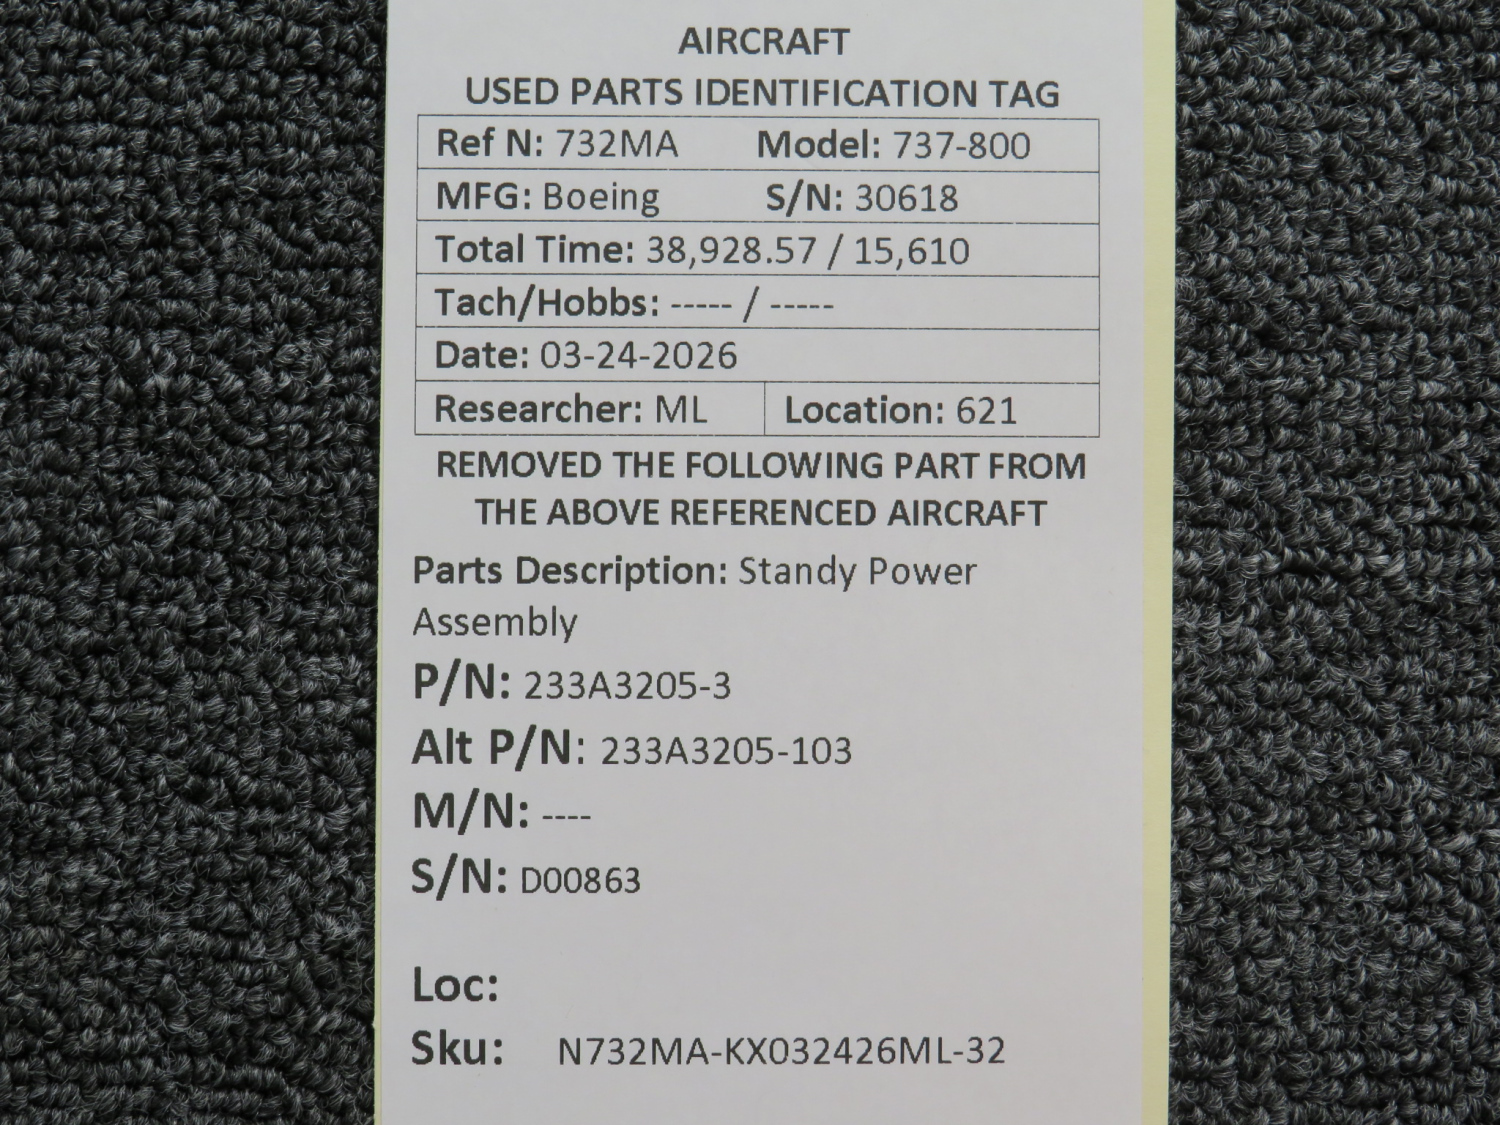 AIRCRAFT
USED PARTS IDENTIFICATION TAG
Ref N: 732MA Model: 737-800
MFG: Boeing S/N: 30618
Total Time: 38,928.57 / 15,610
Tach/Hobbs: ----- / -----
Date: 03-24-2026
Researcher: ML Location: 621
REMOVED THE FOLLOWING PART FROM
THE ABOVE REFERENCED AIRCRAFT
Parts Description: Standy Power
Assembly
P/N: 233A3205-3
Alt P/N: 233A3205-103
M/N: ----
S/N: D00863
Loc:
Sku: N732MA-KX032426ML-32